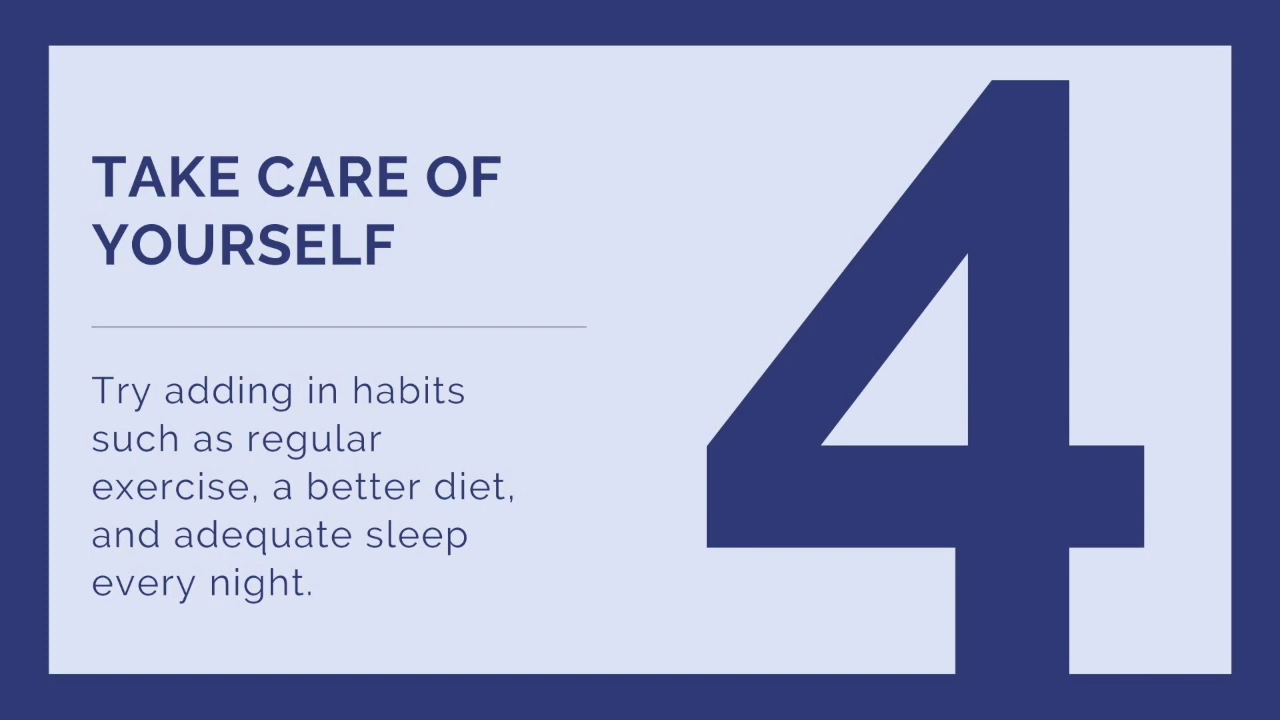 TAKE CARE OF
YOURSELF
Try adding in habits
such as regular
exercise, a better diet,
and adequate sleep
every night.
4